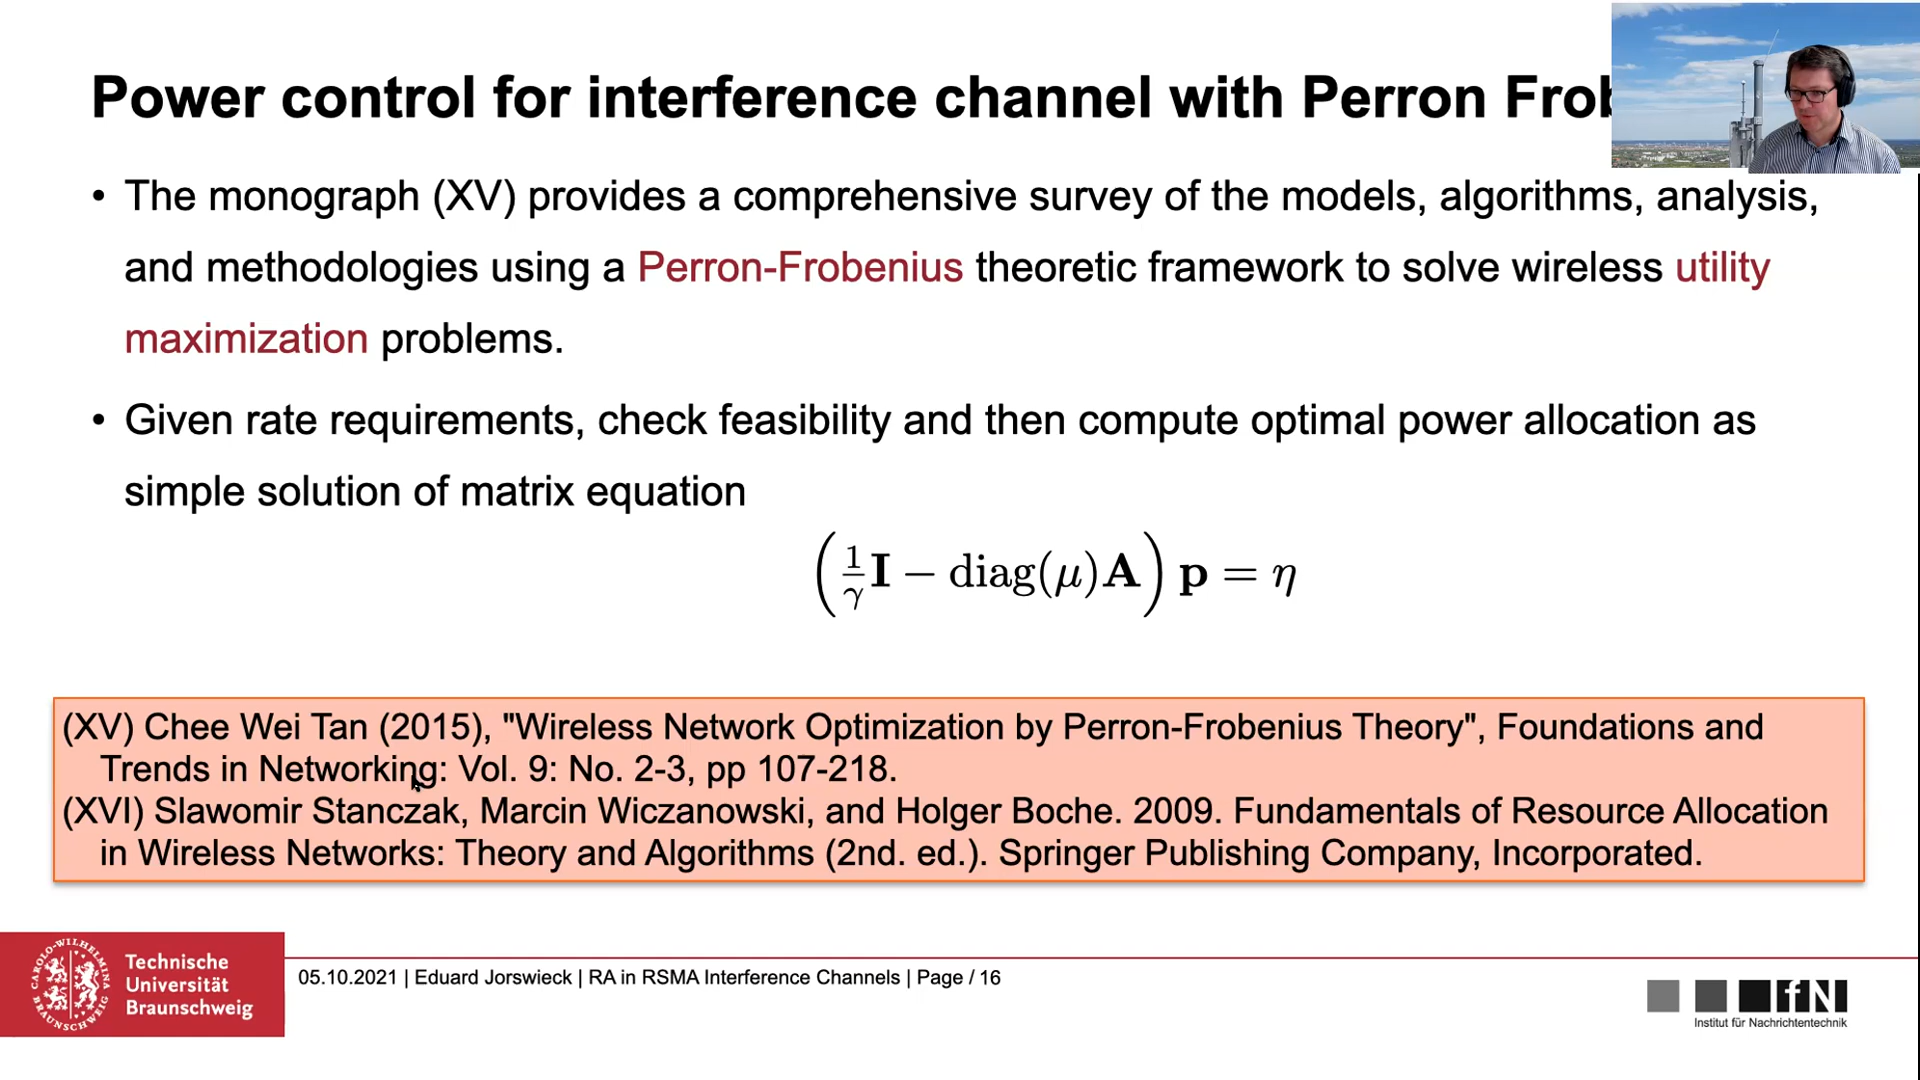 Power control for interference channel with Perron Frob
• The monograph (XV) provides a comprehensive survey of the models, algorithms, analysis,
and methodologies using a Perron-Frobenius theoretic framework to solve wireless utility
maximization problems.
• Given rate requirements, check feasibility and then compute optimal power allocation as
simple solution of matrix equation
(1/γ I − diag(μ)A) p = η
(XV) Chee Wei Tan (2015), "Wireless Network Optimization by Perron-Frobenius Theory", Foundations and
Trends in Networking: Vol. 9: No. 2-3, pp 107-218.
(XVI) Slawomir Stanczak, Marcin Wiczanowski, and Holger Boche. 2009. Fundamentals of Resource Allocation
in Wireless Networks: Theory and Algorithms (2nd. ed.). Springer Publishing Company, Incorporated.
CAROLO-WILHELMINA
BRAUNSCHWEIG
Technische
Universität
Braunschweig
05.10.2021 | Eduard Jorswieck | RA in RSMA Interference Channels | Page / 16
IfN
Institut für Nachrichtentechnik